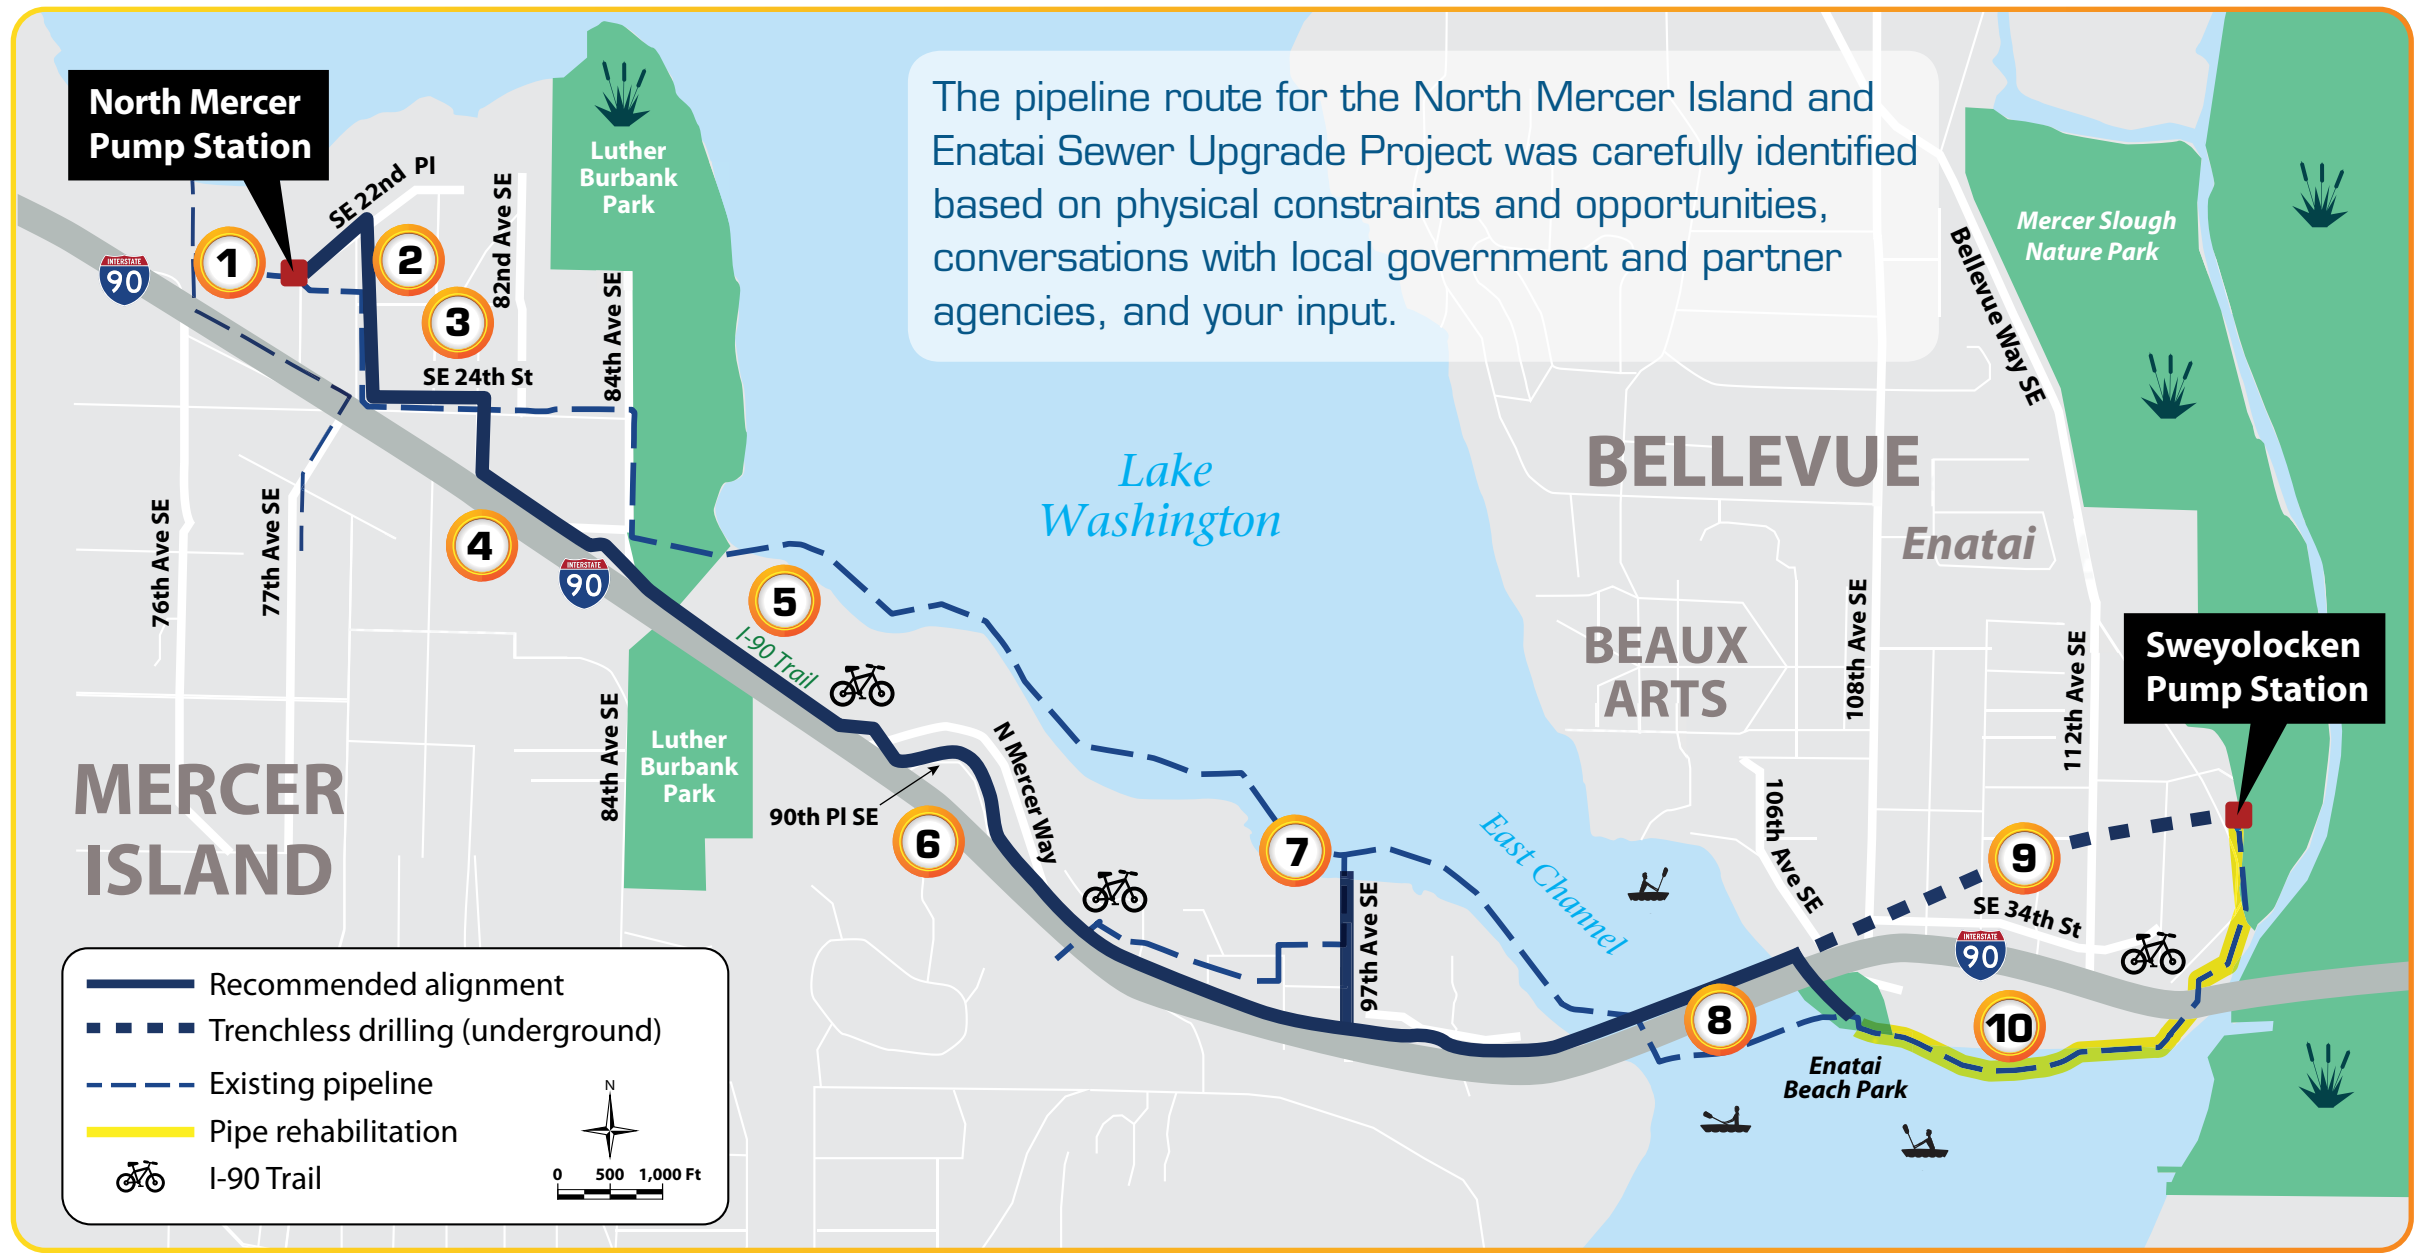 North Mercer
Pump Station
The pipeline route for the North Mercer Island and
Enatai Sewer Upgrade Project was carefully identified
based on physical constraints and opportunities,
conversations with local government and partner
agencies, and your input.
Luther
Burbank
Park
SE 22nd Pl
82nd Ave SE
84th Ave SE
SE 24th St
INTERSTATE
90
1
2
3
Mercer Slough
Nature Park
Bellevue Way SE
Lake
Washington
BELLEVUE
Enatai
76th Ave SE
77th Ave SE
4
INTERSTATE
90
5
I-90 Trail
BEAUX
ARTS
108th Ave SE
112th Ave SE
Sweyolocken
Pump Station
MERCER
ISLAND
84th Ave SE
Luther
Burbank
Park
90th Pl SE
N Mercer Way
6
7
97th Ave SE
East Channel
106th Ave SE
9
SE 34th St
INTERSTATE
90
8
10
Enatai
Beach Park
Recommended alignment
Trenchless drilling (underground)
Existing pipeline
Pipe rehabilitation
I-90 Trail
N
0 500 1,000 Ft